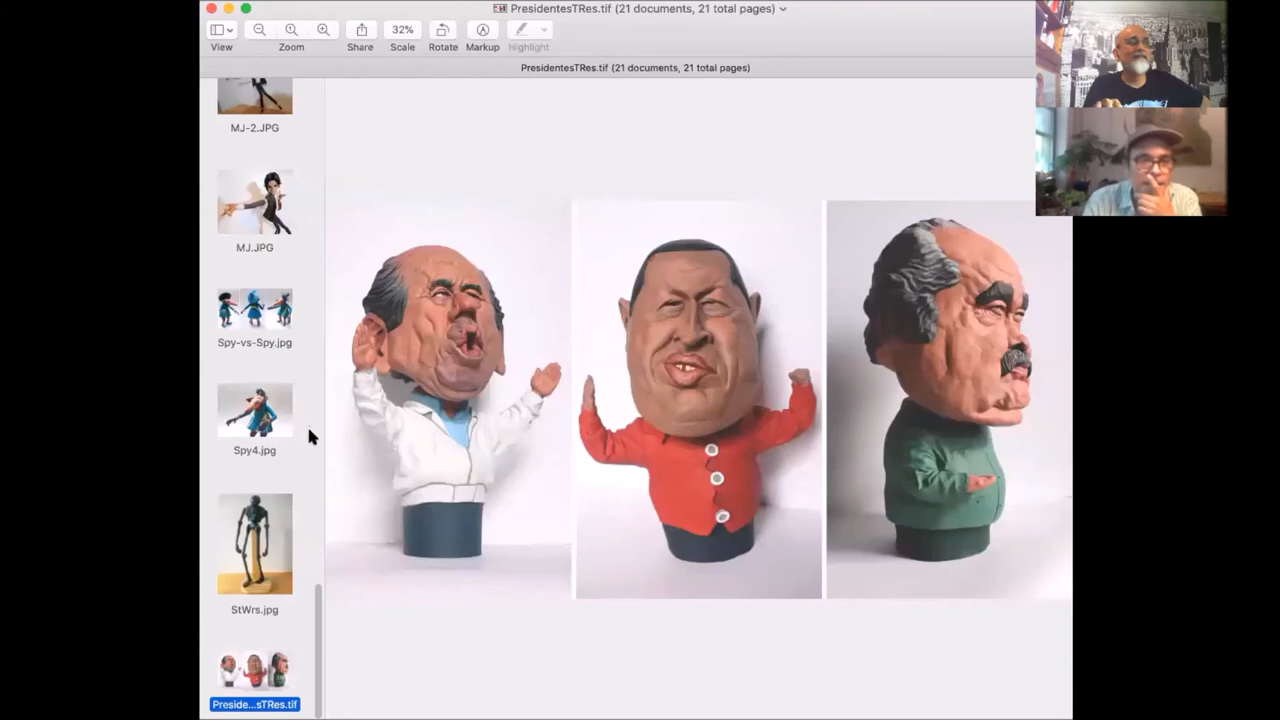 PresidentesTRes.tif (21 documents, 21 total pages)
32%
View
Zoom
Share
Scale
Rotate
Markup
Highlight
PresidentesTRes.tif (21 documents, 21 total pages)
MJ-2.JPG
MJ.JPG
Spy-vs-Spy.jpg
Spy4.jpg
StWrs.jpg
Preside...sTRes.tif